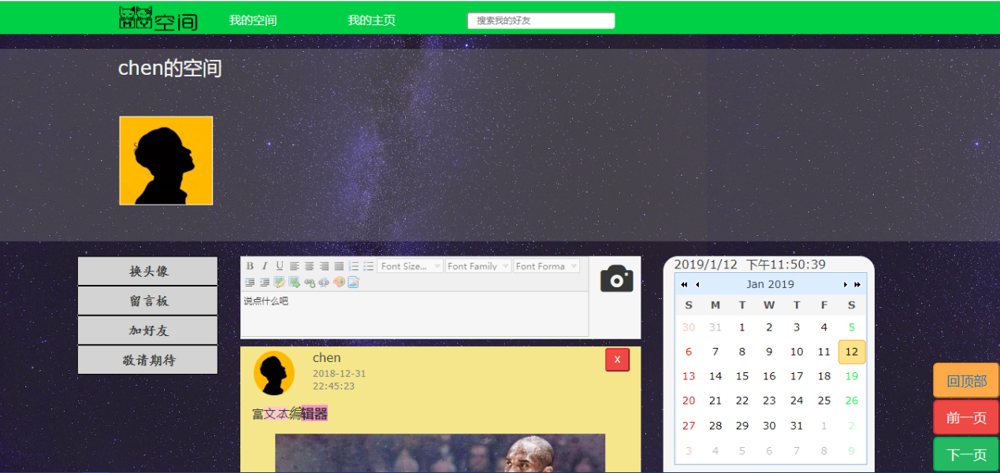 MY空间 我的空间 我的主页 搜索我的好友
chen的空间
换头像
留言板
加好友
敬请期待
B I U Font Size... Font Family Font Forma
说点什么吧
chen
X
2018-12-31
22:45:23
富文本编辑器
2019/1/12 下午11:50:39
Jan 2019
S M T W T F S
30 31 1 2 3 4 5
6 7 8 9 10 11 12
13 14 15 16 17 18 19
20 21 22 23 24 25 26
27 28 29 30 31 1 2
3 4 5 6 7 8 9
回顶部
前一页
下一页